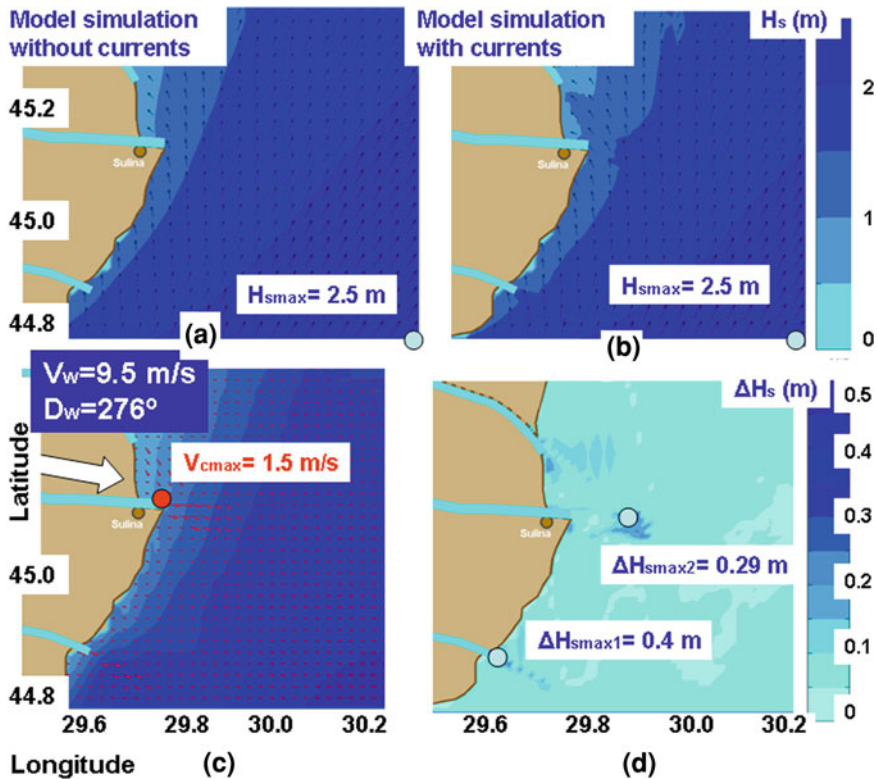 Model simulation
without currents
Model simulation
with currents
Hs (m)
45.2
45.0
44.8
Sulina
Hsmax= 2.5 m
(a)
Sulina
Hsmax= 2.5 m
(b)
2
1
0
Vw=9.5 m/s
Dw=276º
Vcmax= 1.5 m/s
Latitude
Sulina
45.0
44.8
29.6
29.8
30.0
30.2
Longitude
(c)
ΔHs (m)
Sulina
ΔHsmax2= 0.29 m
ΔHsmax1= 0.4 m
0.5
0.4
0.3
0.2
0.1
0
29.6
29.8
30.0
30.2
(d)